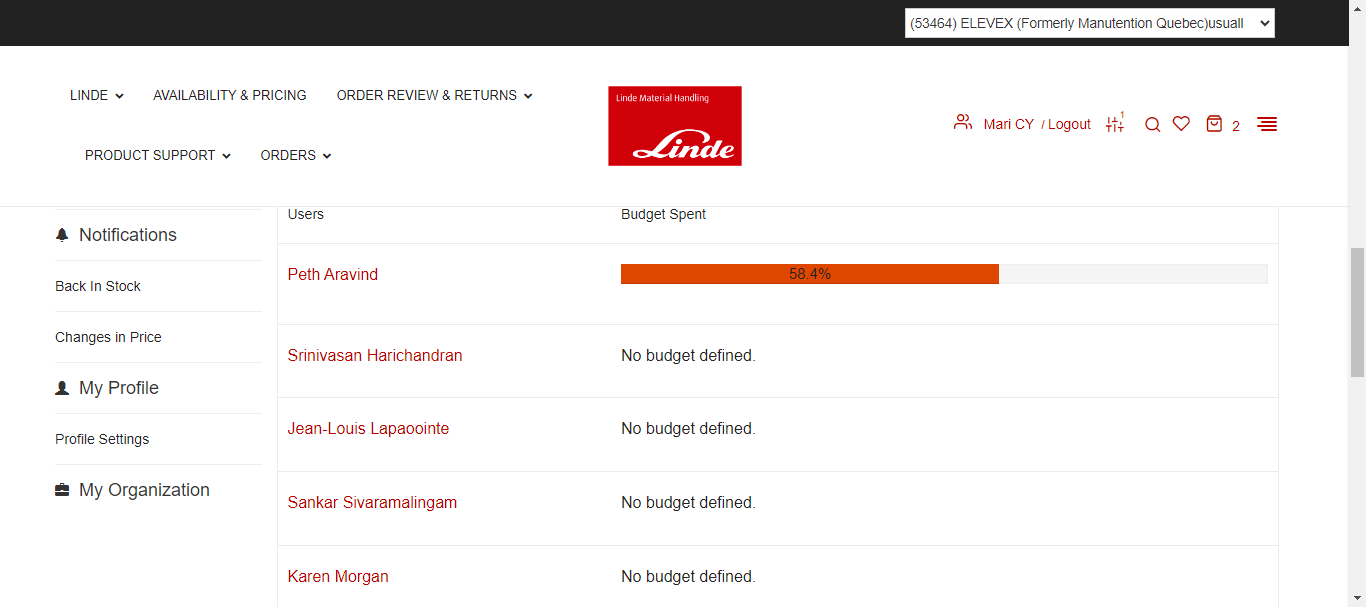 (53464) ELEVEX (Formerly Manutention Quebec)usuall
LINDE
AVAILABILITY & PRICING
ORDER REVIEW & RETURNS
PRODUCT SUPPORT
ORDERS
Linde Material Handling
Linde
Mari CY / Logout
1
2
Notifications
Back In Stock
Changes in Price
My Profile
Profile Settings
My Organization
Users Budget Spent
Peth Aravind 58.4%
Srinivasan Harichandran No budget defined.
Jean-Louis Lapaoointe No budget defined.
Sankar Sivaramalingam No budget defined.
Karen Morgan No budget defined.